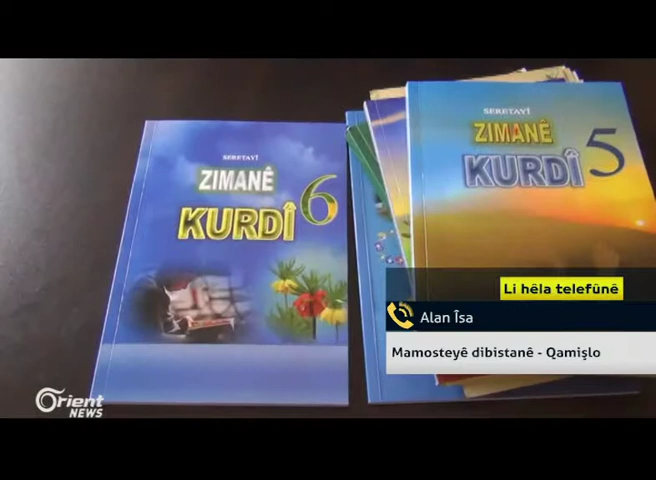 SERETAYÎ
ZIMANÊ
KURDÎ 6
SERETAYÎ
ZIMANÊ
KURDÎ 5
Li hêla telefûnê
Alan Îsa
Mamosteyê dibistanê - Qamişlo
Orient
NEWS